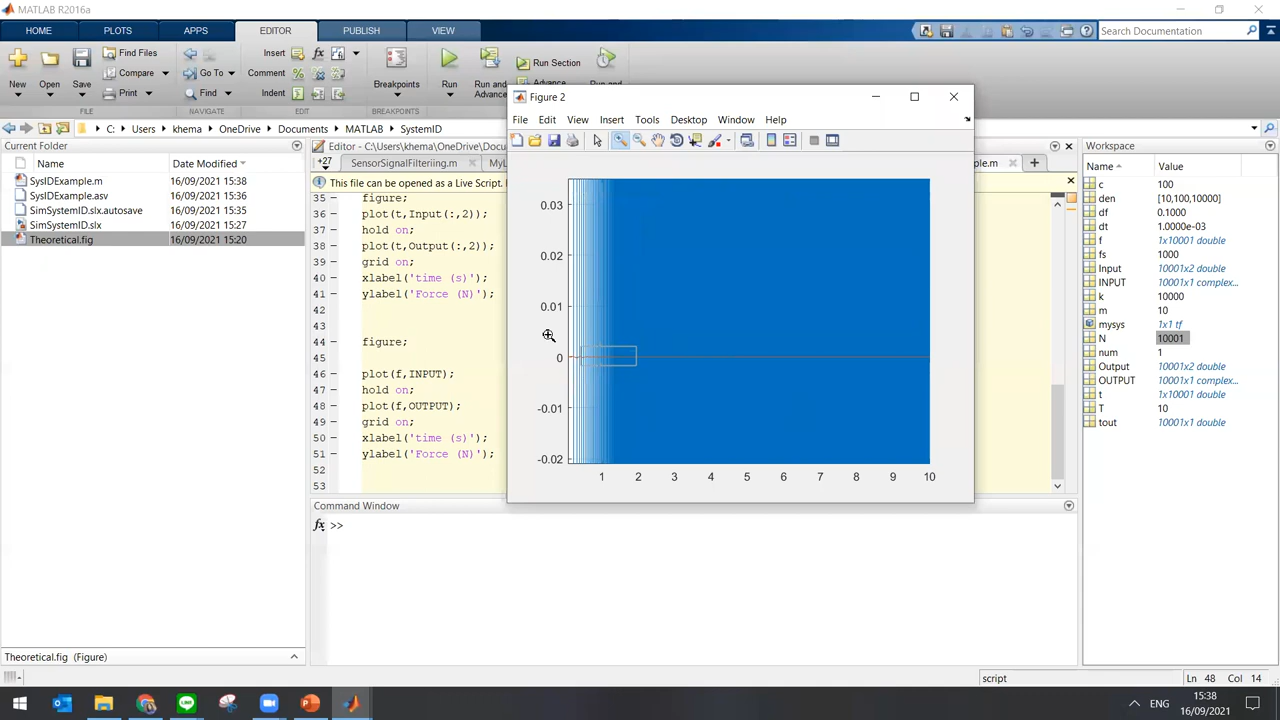 MATLAB R2016a
HOME
PLOTS
APPS
EDITOR
PUBLISH
VIEW
Search Documentation
New
Open
Save
Find Files
Compare
Print
Go To
Find
Insert
Comment
Indent
Breakpoints
Run
Run and
Advance
Run Section
Advance
Run and
FILE
NAVIGATE
EDIT
BREAKPOINTS
C:
Users
khema
OneDrive
Documents
MATLAB
SystemID
Current Folder
Name
Date Modified
SysIDExample.m
16/09/2021 15:38
SysIDExample.asv
16/09/2021 15:36
SimSystemID.slx.autosave
16/09/2021 15:35
SimSystemID.slx
16/09/2021 15:27
Theoretical.fig
16/09/2021 15:20
Theoretical.fig (Figure)
Editor - C:\Users\khema\OneDrive\Docu
+27
SensorSignalFilteriing.m
MyL
ple.m
This file can be opened as a Live Script.
35
figure;
36
plot(t,Input(:,2));
37
hold on;
38
plot(t,Output(:,2));
39
grid on;
40
xlabel('time (s)');
41
ylabel('Force (N)');
42
43
44
figure;
45
46
plot(f,INPUT);
47
hold on;
48
plot(f,OUTPUT);
49
grid on;
50
xlabel('time (s)');
51
ylabel('Force (N)');
52
53
Command Window
fx >>
Figure 2
File
Edit
View
Insert
Tools
Desktop
Window
Help
0.03
0.02
0.01
0
-0.01
-0.02
1
2
3
4
5
6
7
8
9
10
Workspace
Name
Value
c
100
den
[10,100,10000]
df
0.1000
dt
1.0000e-03
f
1x10001 double
fs
1000
Input
10001x2 double
INPUT
10001x1 complex...
k
10000
m
10
mysys
1x1 tf
N
10001
num
1
Output
10001x2 double
OUTPUT
10001x1 complex...
t
1x10001 double
T
10
tout
10001x1 double
script
Ln 48
Col 14
ENG
15:38
16/09/2021